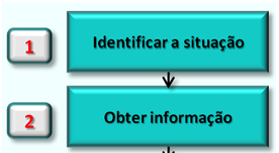 1 Identificar a situação
2 Obter informação